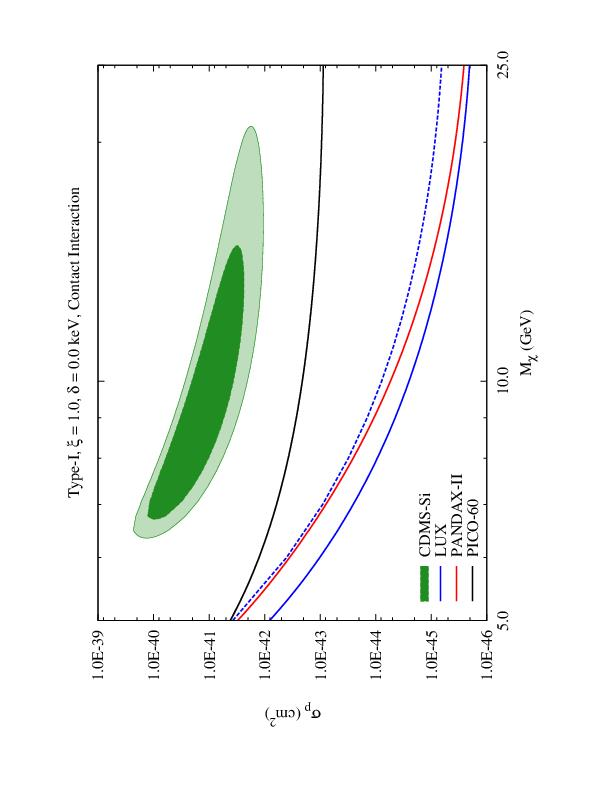 Type-I, ξ = 1.0, δ = 0.0 keV, Contact Interaction
1.0E-39
1.0E-40
1.0E-41
1.0E-42
1.0E-43
1.0E-44
1.0E-45
1.0E-46
σp (cm²)
5.0
10.0
25.0
Mχ (GeV)
CDMS-Si
LUX
PANDAX-II
PICO-60